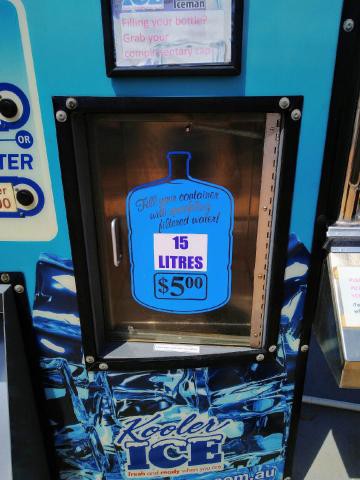 Iceman
Filling your bottle?
Grab your
complimentary cap
OR
TER
Fill your container
with sparkling
filtered water!
15
LITRES
$5.00
Kooler
ICE
Fresh and ready when you are
.com.au